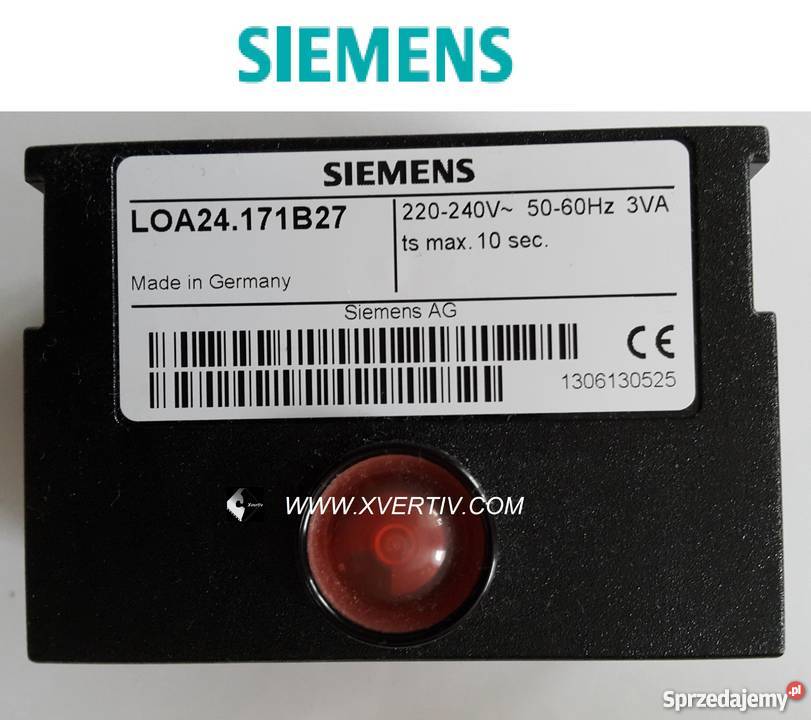 SIEMENS
SIEMENS
LOA24.171B27
220-240V~ 50-60Hz 3VA
ts max. 10 sec.
Made in Germany
Siemens AG
CE
1306130525
Xvertiv
WWW.XVERTIV.COM
Sprzedajemy.pl